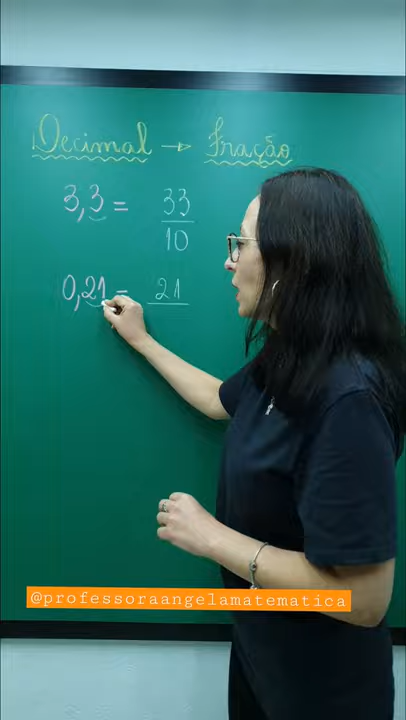 Decimal → Fração
3,3 = 33
10
0,21 = 21
@professoraangelamatematica